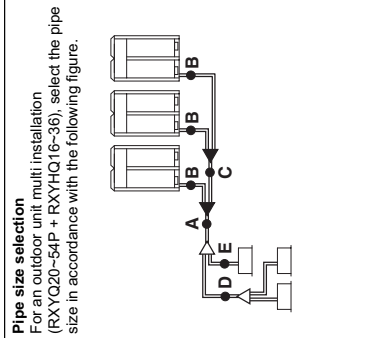 Pipe size selection
For an outdoor unit multi installation
(RXYQ20~54P + RXYHQ16~36), select the pipe
size in accordance with the following figure.
B
B
B
A
C
E
D